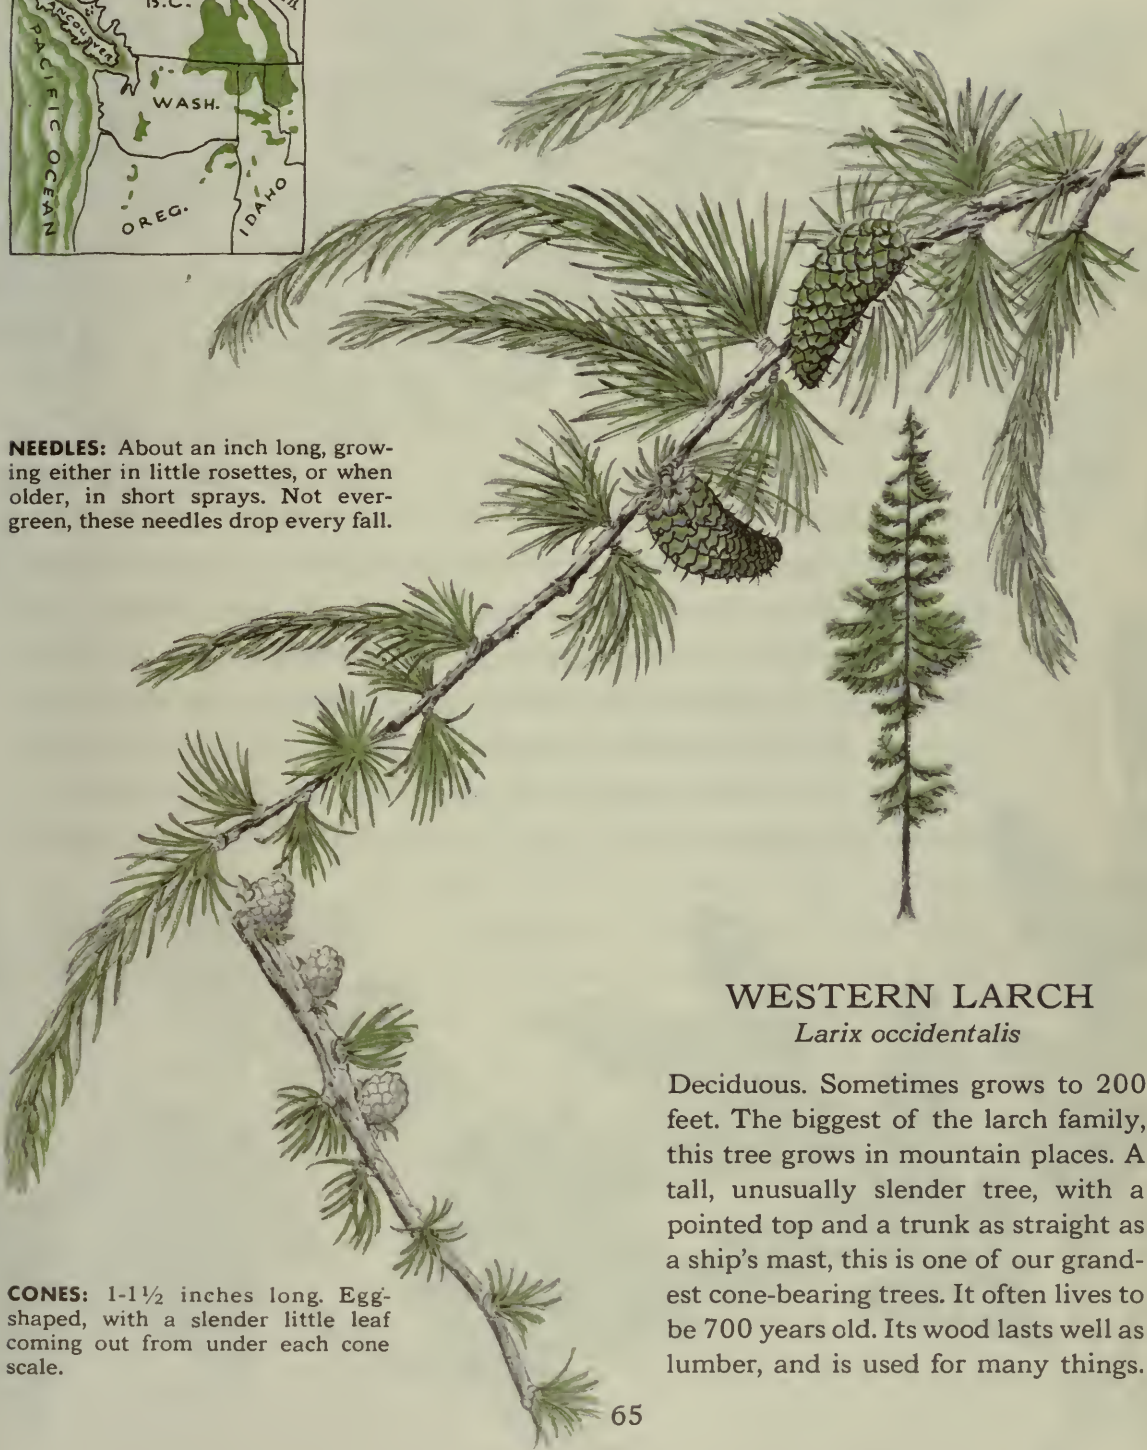 B.C.
VANCOUVER
PACIFIC OCEAN
WASH.
OREG.
IDAHO
NEEDLES: About an inch long, grow-
ing either in little rosettes, or when
older, in short sprays. Not ever-
green, these needles drop every fall.
WESTERN LARCH
Larix occidentalis
Deciduous. Sometimes grows to 200
feet. The biggest of the larch family,
this tree grows in mountain places. A
tall, unusually slender tree, with a
pointed top and a trunk as straight as
a ship's mast, this is one of our grand-
est cone-bearing trees. It often lives to
be 700 years old. Its wood lasts well as
lumber, and is used for many things.
CONES: 1-1½ inches long. Egg-
shaped, with a slender little leaf
coming out from under each cone
scale.
65